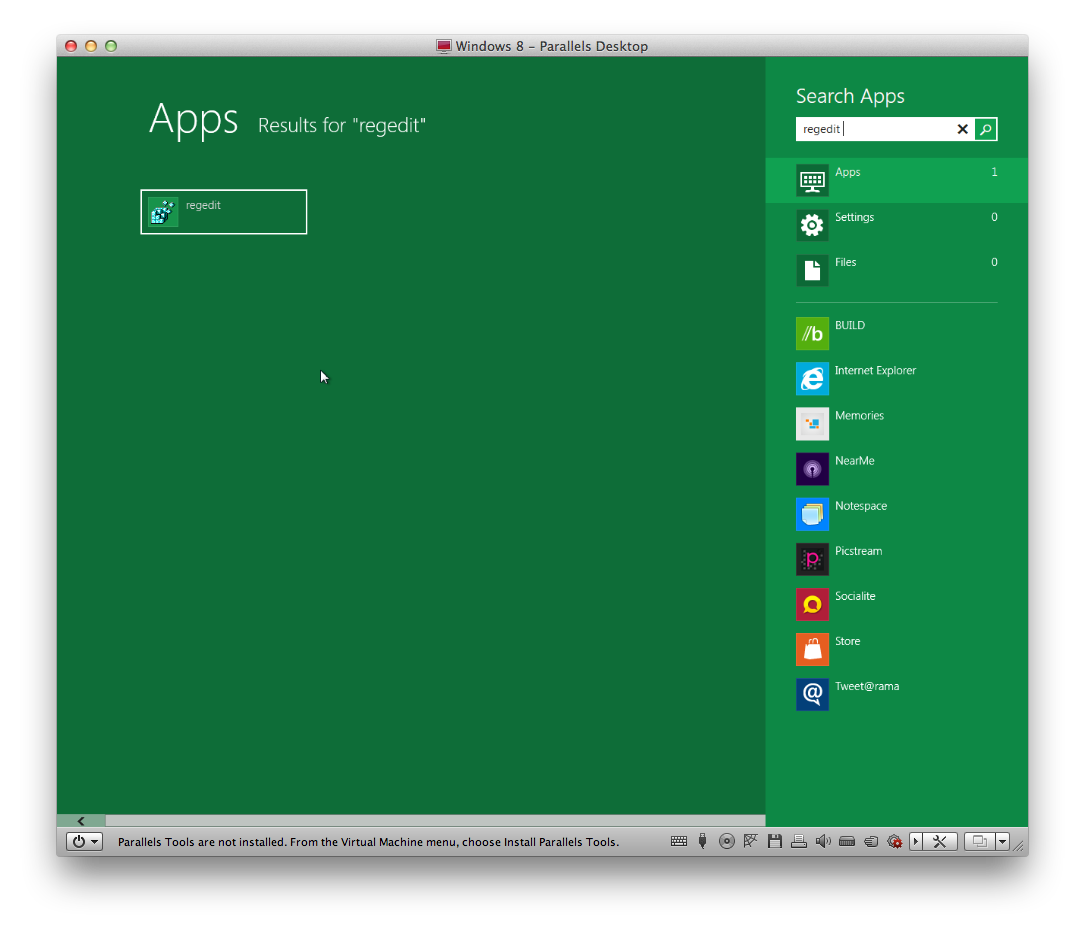 Windows 8 – Parallels Desktop
Apps Results for "regedit"
regedit
Search Apps
regedit
Apps 1
Settings 0
Files 0
//b BUILD
Internet Explorer
Memories
NearMe
Notespace
p Picstream
Socialite
Store
@ Tweet@rama
Parallels Tools are not installed. From the Virtual Machine menu, choose Install Parallels Tools.